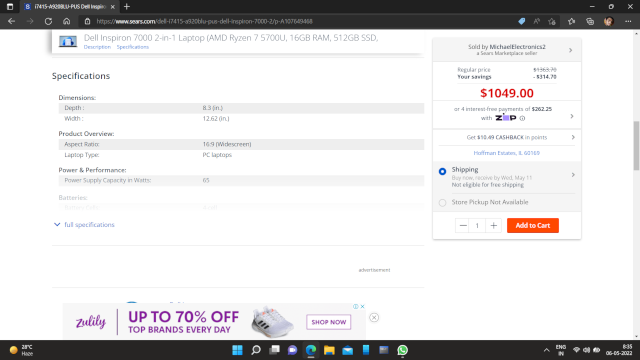 i7415-A920BLU-PUS Dell Inspiron
https://www.sears.com/dell-i7415-a920blu-pus-dell-inspiron-7000-2/p-A107649468
Dell Inspiron 7000 2-in-1 Laptop (AMD Ryzen 7 5700U, 16GB RAM, 512GB SSD,
Description Specifications
Specifications
Dimensions:
Depth : 8.3 (in.)
Width : 12.62 (in.)
Product Overview:
Aspect Ratio: 16:9 (Widescreen)
Laptop Type: PC laptops
Power & Performance:
Power Supply Capacity in Watts: 65
Batteries:
full specifications
advertisement
zulily
UP TO 70% OFF
TOP BRANDS EVERY DAY
SHOP NOW
Sold by MichaelElectronics2
a Sears Marketplace seller
Regular price $1363.70
Your savings - $314.70
$1049.00
or 4 interest-free payments of $262.25
with ZIP
Get $10.49 CASHBACK in points
Hoffman Estates, IL 60169
Shipping
Buy now, receive by Wed, May 11
Not eligible for free shipping
Store Pickup Not Available
1
Add to Cart
28°C
Haze
ENG
IN
8:35
06-05-2022